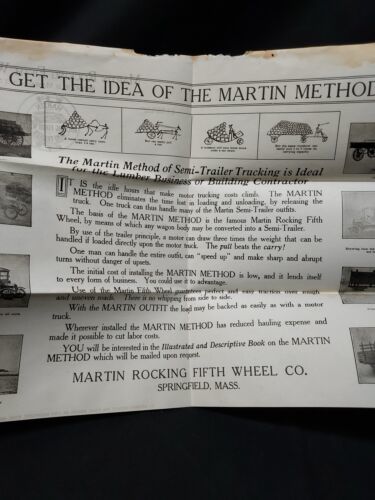 GET THE IDEA OF THE MARTIN METHOD
The Martin Method of Semi-Trailer Trucking is Ideal
for the Lumber Business or Building Contractor
IT IS the idle hours that make motor trucking costs climb. The MARTIN
METHOD eliminates the time lost in loading and unloading, by releasing the
truck. One truck can thus handle many of the Martin Semi-Trailer outfits.
The basis of the MARTIN METHOD is the famous Martin Rocking Fifth
Wheel, by means of which any wagon body may be converted into a Semi-Trailer.
By use of the trailer principle, a motor can draw three times the weight that can be
handled if loaded directly upon the motor truck. The pull beats the carry!
One man can handle the entire outfit, can "speed up" and make sharp and abrupt
turns without danger of upsets.
The initial cost of installing the MARTIN METHOD is low, and it lends itself
to every form of business. You could use it to advantage.
Use of the Martin Fifth Wheel guarantees perfect and easy traction over rough
and uneven roads. There is no whipping from side to side.
With the MARTIN OUTFIT the load may be backed as easily as with a motor
truck.
Wherever installed the MARTIN METHOD has reduced hauling expense and
made it possible to cut labor costs.
YOU will be interested in the Illustrated and Descriptive Book on the MARTIN
METHOD which will be mailed upon request.
MARTIN ROCKING FIFTH WHEEL CO.
SPRINGFIELD, MASS.